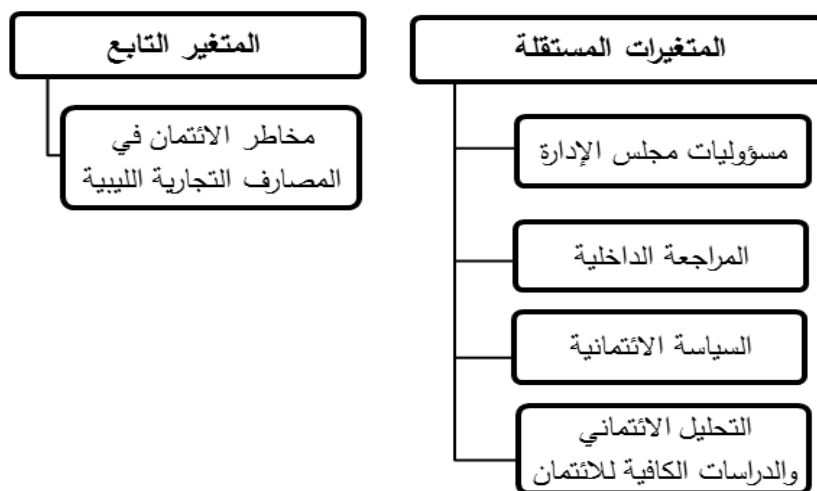 المتغيرات المستقلة
مسؤوليات مجلس الإدارة
المراجعة الداخلية
السياسة الائتمانية
التحليل الائتماني
والدراسات الكافية للائتمان
المتغير التابع
مخاطر الائتمان في
المصارف التجارية الليبية